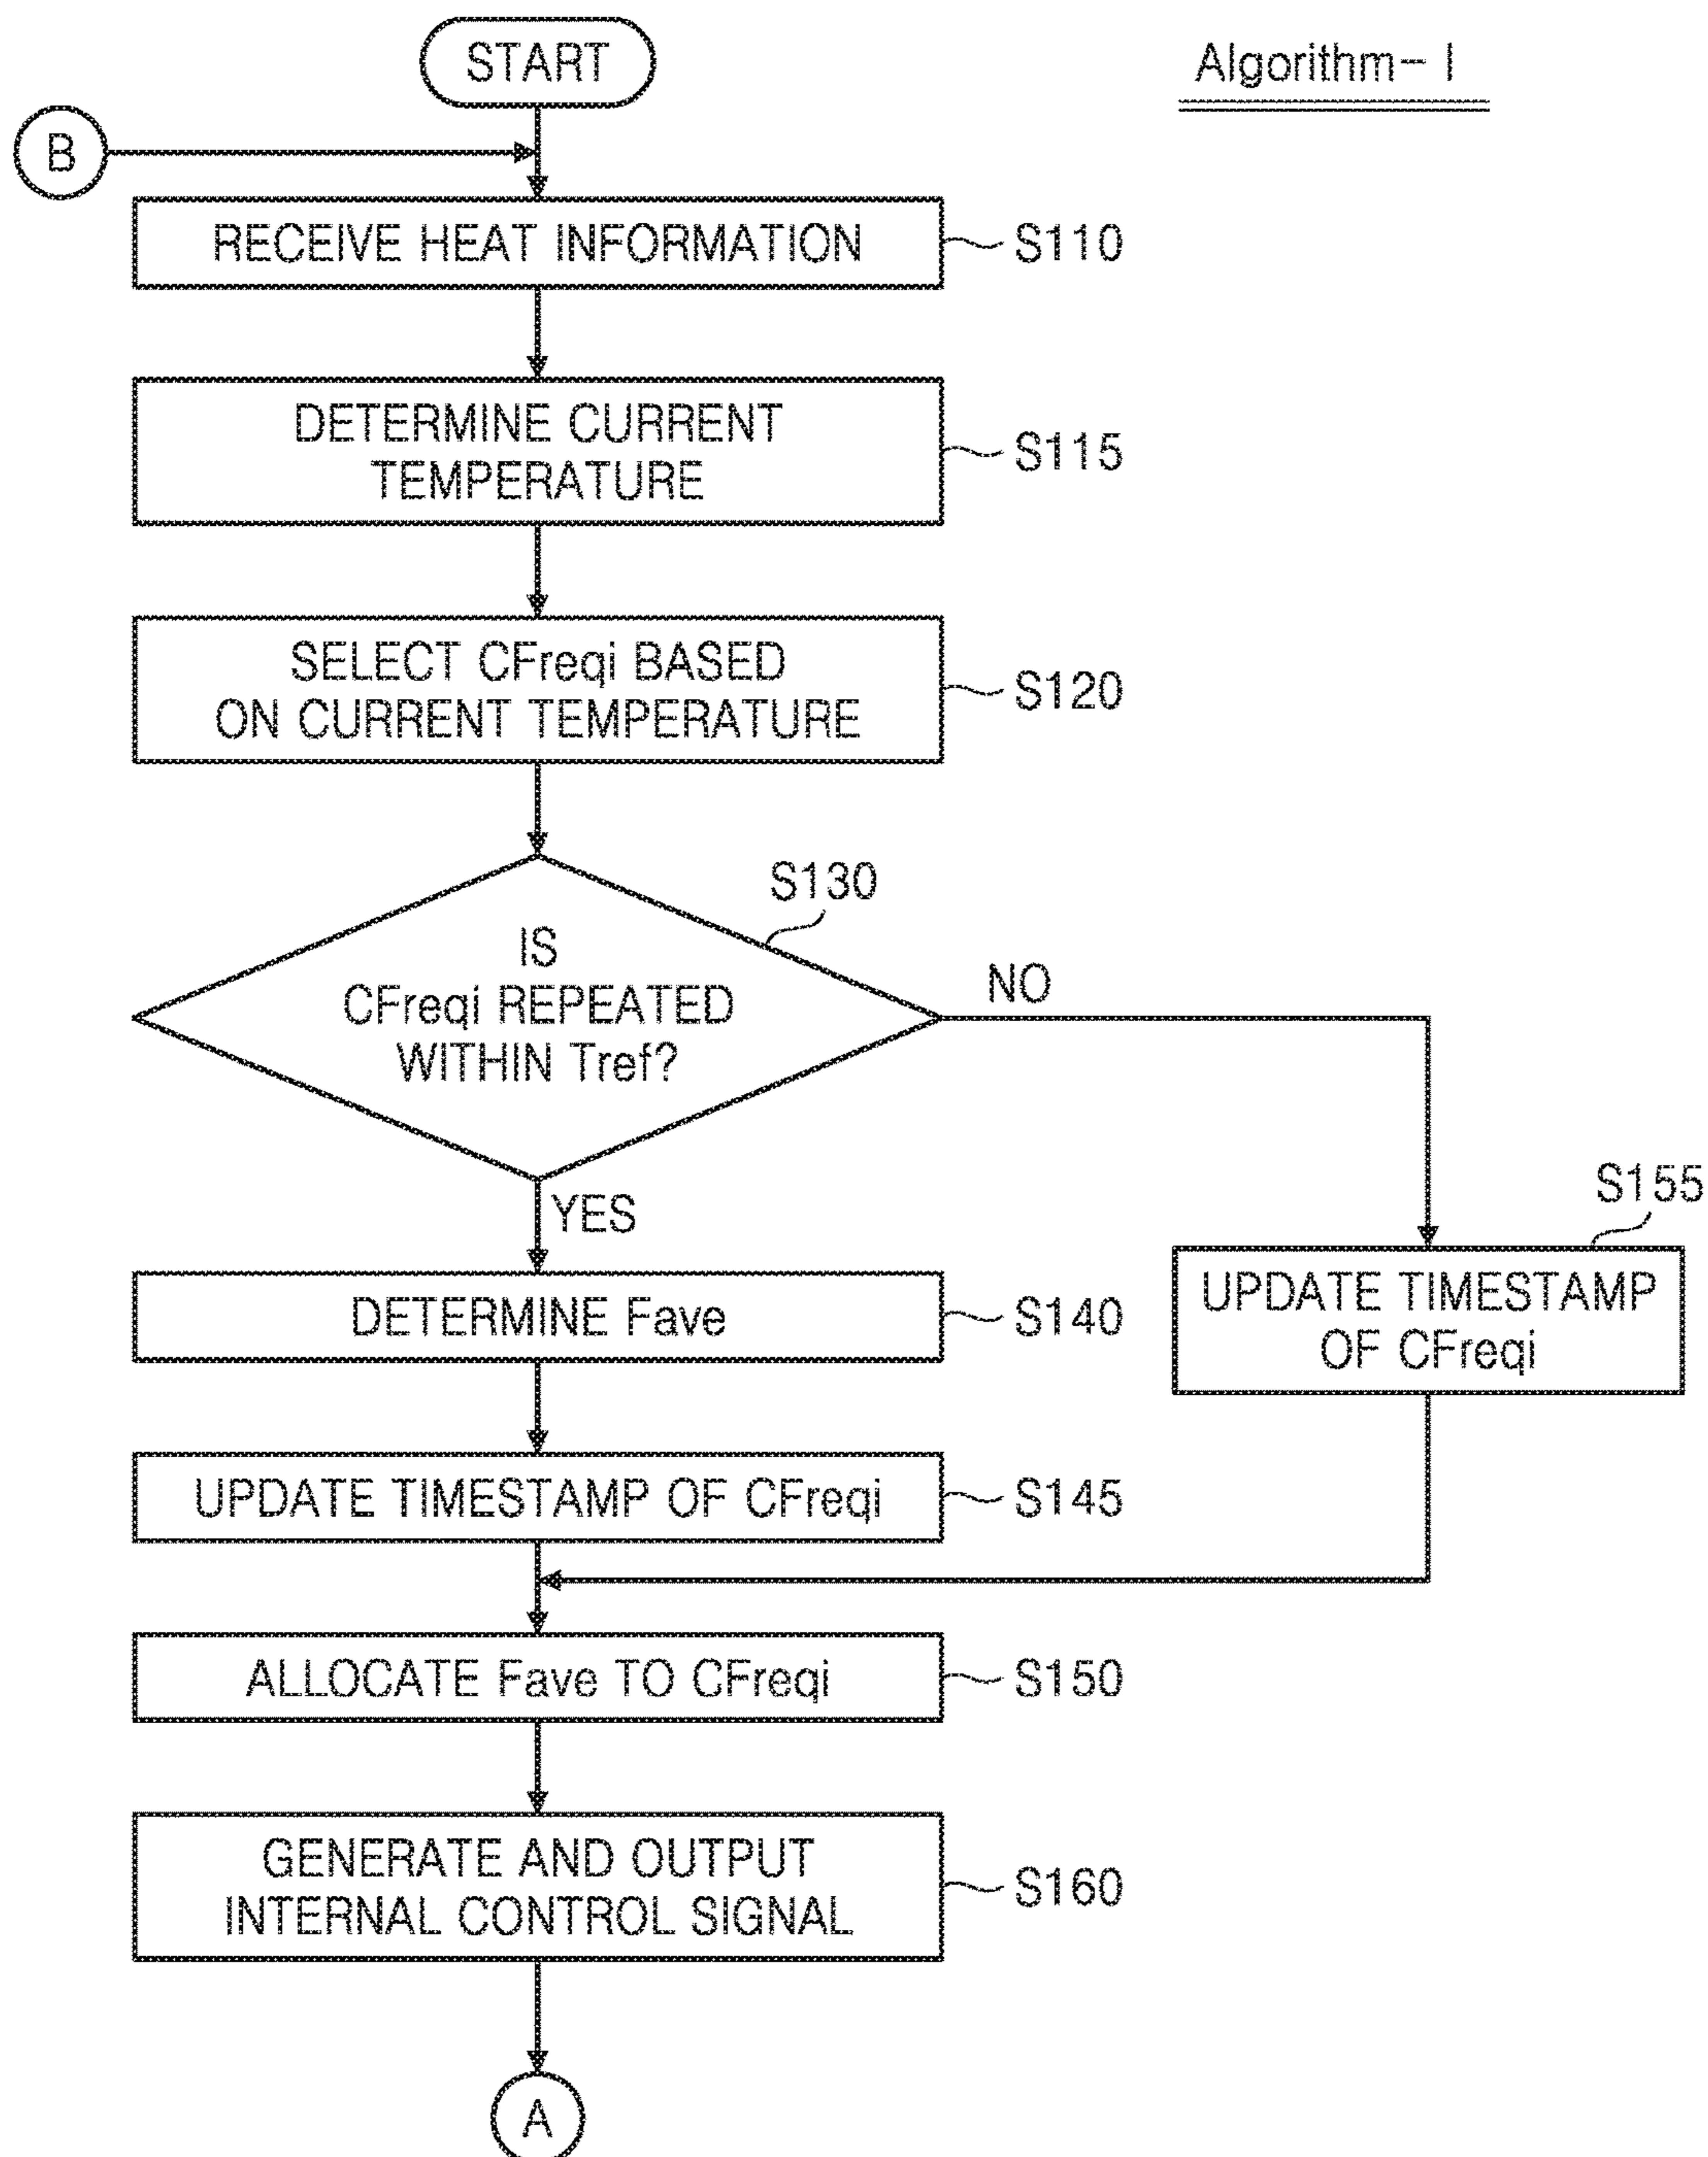 START
Algorithm- I
B
RECEIVE HEAT INFORMATION
S110
DETERMINE CURRENT
TEMPERATURE
S115
SELECT CFreqi BASED
ON CURRENT TEMPERATURE
S120
S130
IS
CFreqi REPEATED
WITHIN Tref?
NO
YES
S155
UPDATE TIMESTAMP
OF CFreqi
DETERMINE Fave
S140
UPDATE TIMESTAMP OF CFreqi
S145
ALLOCATE Fave TO CFreqi
S150
GENERATE AND OUTPUT
INTERNAL CONTROL SIGNAL
S160
A